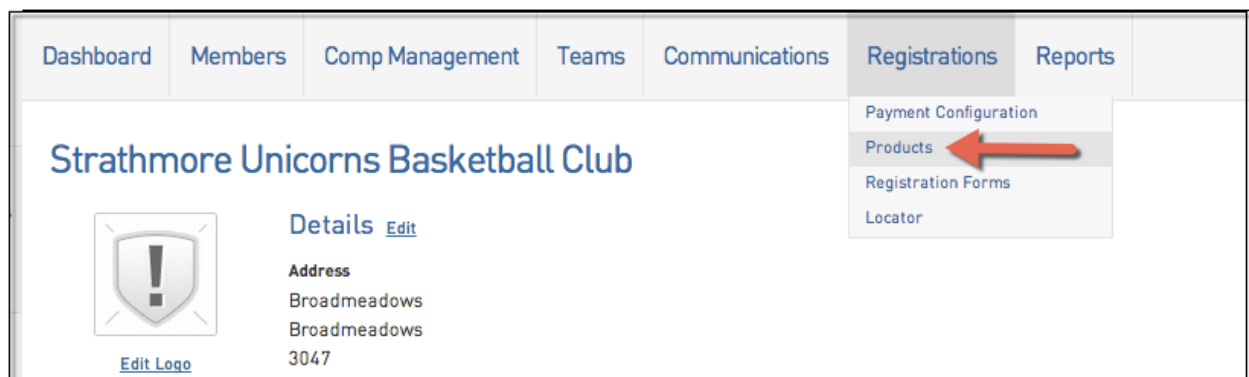 Dashboard Members Comp Management Teams Communications Registrations Reports
Payment Configuration
Products
Registration Forms
Locator
Strathmore Unicorns Basketball Club
Details Edit
Address
Broadmeadows
Broadmeadows
3047
Edit Logo